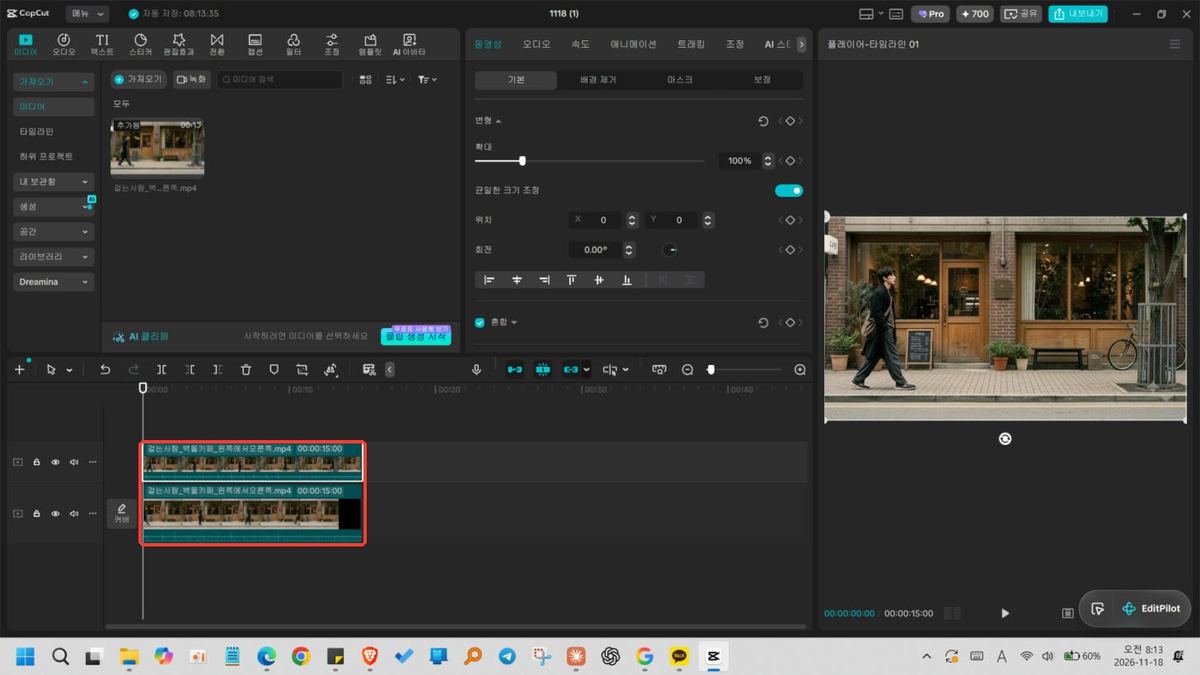 CapCut
메뉴
자동 저장: 08:13:35
1118 (1)
Pro
700
공유
내보내기
미디어
오디오
텍스트
스티커
편집효과
전환
캡션
필터
조정
템플릿
AI 아바타
동영상
오디오
속도
애니메이션
트래킹
조정
AI 스
플레이어-타임라인 01
가져오기
미디어
타임라인
하위 프로젝트
내 보관함
생성
AI
공간
라이브러리
Dreamina
가져오기
녹화
미디어 검색
모두
추가됨
00:15
걷는사람_벽...른쪽.mp4
AI 클리퍼
시작하려면 미디어를 선택하세요
무료로 사용해 보기
클립 생성 시작
기본
배경 제거
마스크
보정
변형
확대
100%
균일한 크기 조정
위치
X 0
Y 0
회전
0.00°
혼합
00:00
00:10
00:20
00:30
00:40
걷는사람_벽돌카페_왼쪽에서오른쪽.mp4 00:00:15:00
걷는사람_벽돌카페_왼쪽에서오른쪽.mp4 00:00:15:00
커버
00:00:00:00
00:00:15:00
EditPilot
TALK
A
60%
오전 8:13
2026-11-18